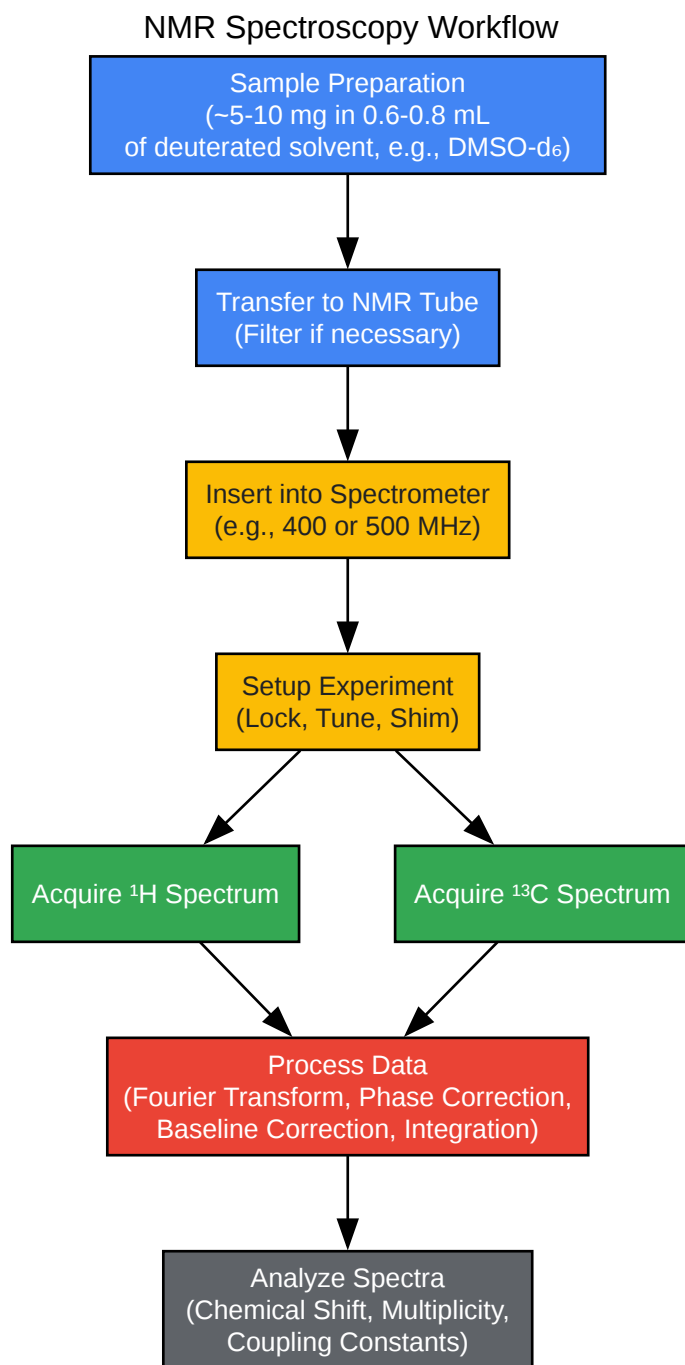 NMR Spectroscopy Workflow
Sample Preparation
(~5-10 mg in 0.6-0.8 mL
of deuterated solvent, e.g., DMSO-d₆)
Transfer to NMR Tube
(Filter if necessary)
Insert into Spectrometer
(e.g., 400 or 500 MHz)
Setup Experiment
(Lock, Tune, Shim)
Acquire ¹H Spectrum
Acquire ¹³C Spectrum
Process Data
(Fourier Transform, Phase Correction,
Baseline Correction, Integration)
Analyze Spectra
(Chemical Shift, Multiplicity,
Coupling Constants)